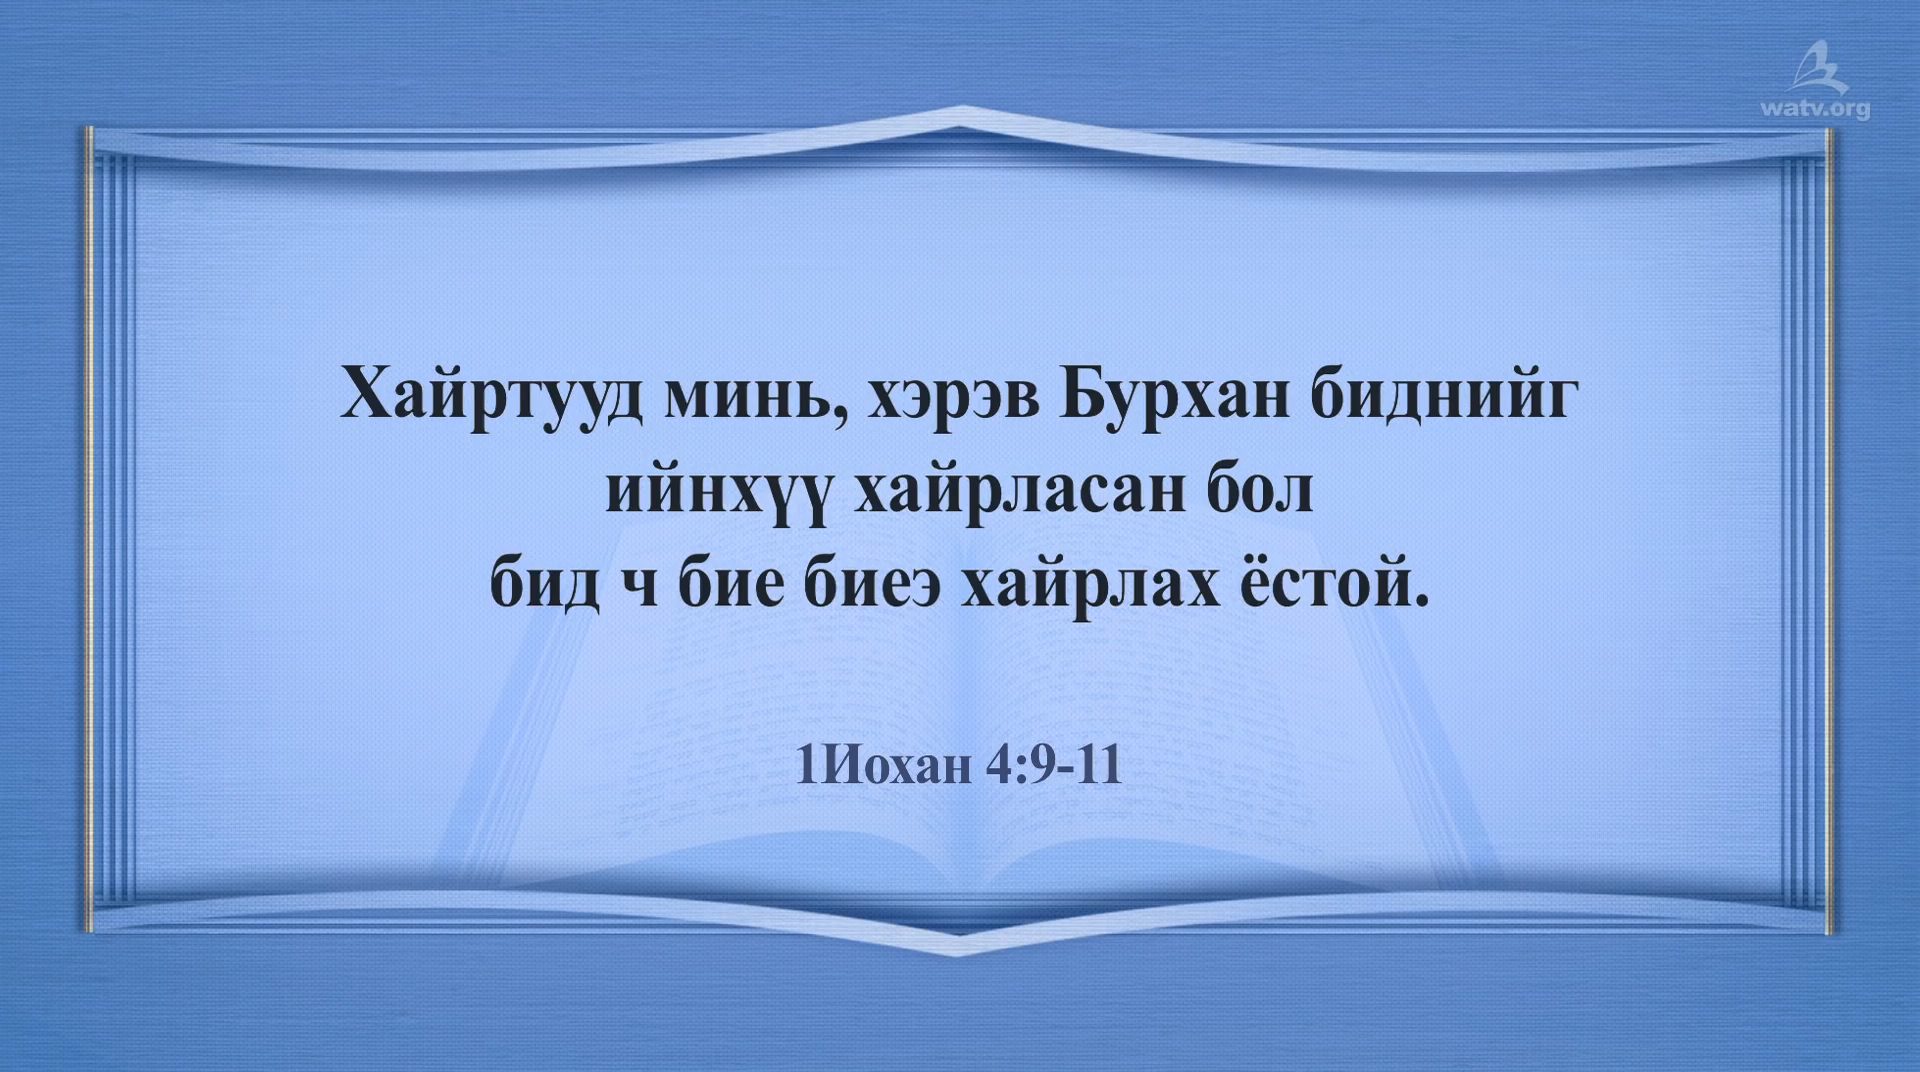 watv.org
Хайртууд минь, хэрэв Бурхан биднийг
ийнхүү хайрласан бол
бид ч бие биеэ хайрлах ёстой.
1Иохан 4:9-11